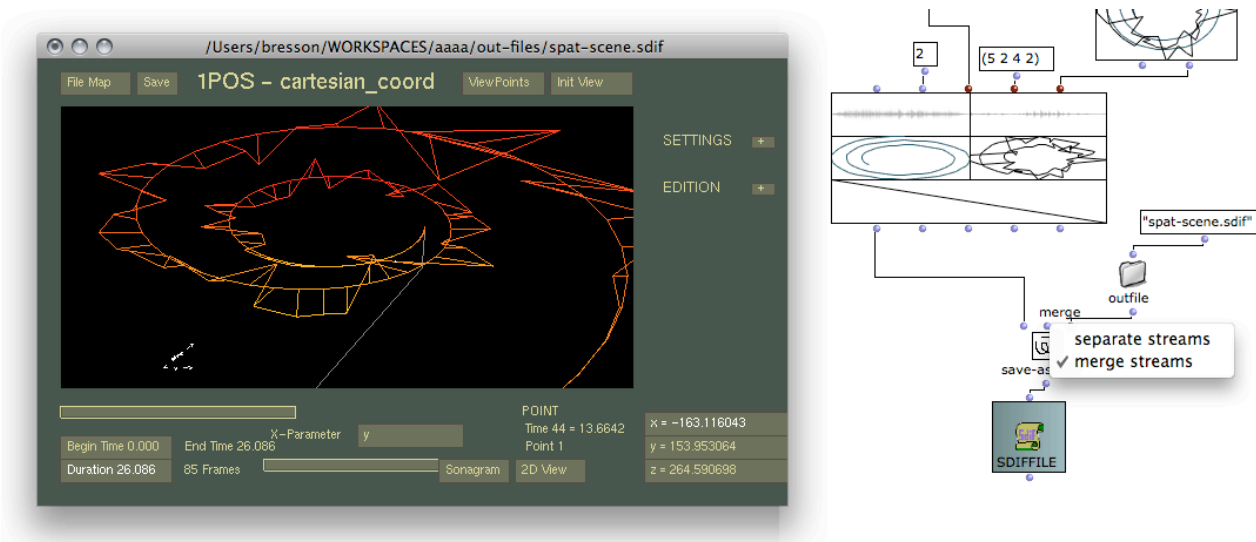 /Users/bresson/WORKSPACES/aaaa/out-files/spat-scene.sdif
File Map
Save
1POS - cartesian_coord
ViewPoints
Init View
SETTINGS +
EDITION +
POINT
Time 44 = 13.6642
Point 1
X-Parameter
y
Begin Time 0.000
End Time 26.086
Duration 26.086
85 Frames
Sonagram
2D View
x = -163.116043
y = 153.953064
z = 264.590698
2
(5 2 4 2)
"spat-scene.sdif"
outfile
merge
separate streams
✓ merge streams
save-as
Sdif
SDIFFILE